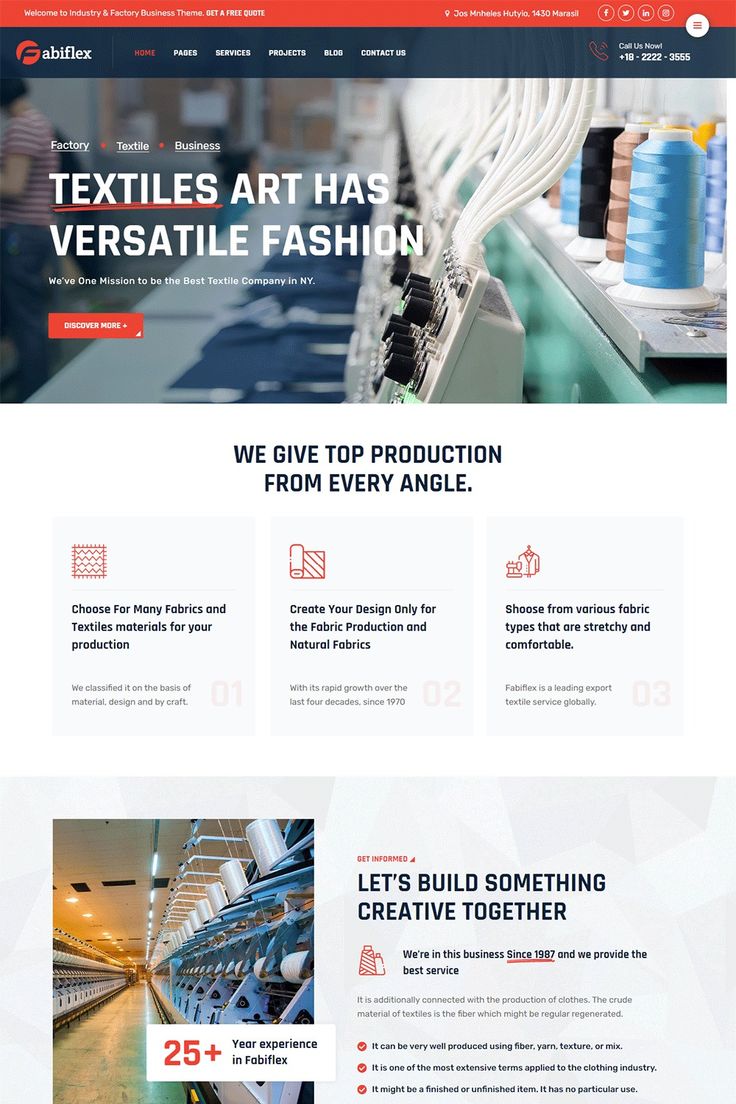 Welcome to Industry & Factory Business Theme. GET A FREE QUOTE
Jos Mnheles Hutyio, 1430 Marasil
abiflex
HOME PAGES SERVICES PROJECTS BLOG CONTACT US
Call Us Now!
+18 - 2222 - 3555
Factory • Textile • Business
TEXTILES ART HAS
VERSATILE FASHION
We've One Mission to be the Best Textile Company in NY.
DISCOVER MORE +
WE GIVE TOP PRODUCTION
FROM EVERY ANGLE.
Choose For Many Fabrics and
Textiles materials for your
production
We classified it on the basis of
material, design and by craft.
01
Create Your Design Only for
the Fabric Production and
Natural Fabrics
With its rapid growth over the
last four decades, since 1970
02
Shoose from various fabric
types that are stretchy and
comfortable.
Fabiflex is a leading export
textile service globally.
03
25+
Year experience
in Fabiflex
GET INFORMED
LET'S BUILD SOMETHING
CREATIVE TOGETHER
We're in this business Since 1987 and we provide the
best service
It is additionally connected with the production of clothes. The crude
material of textiles is the fiber which might be regular regenerated.
It can be very well produced using fiber, yarn, texture, or mix.
It is one of the most extensive terms applied to the clothing industry.
It might be a finished or unfinished item. It has no particular use.